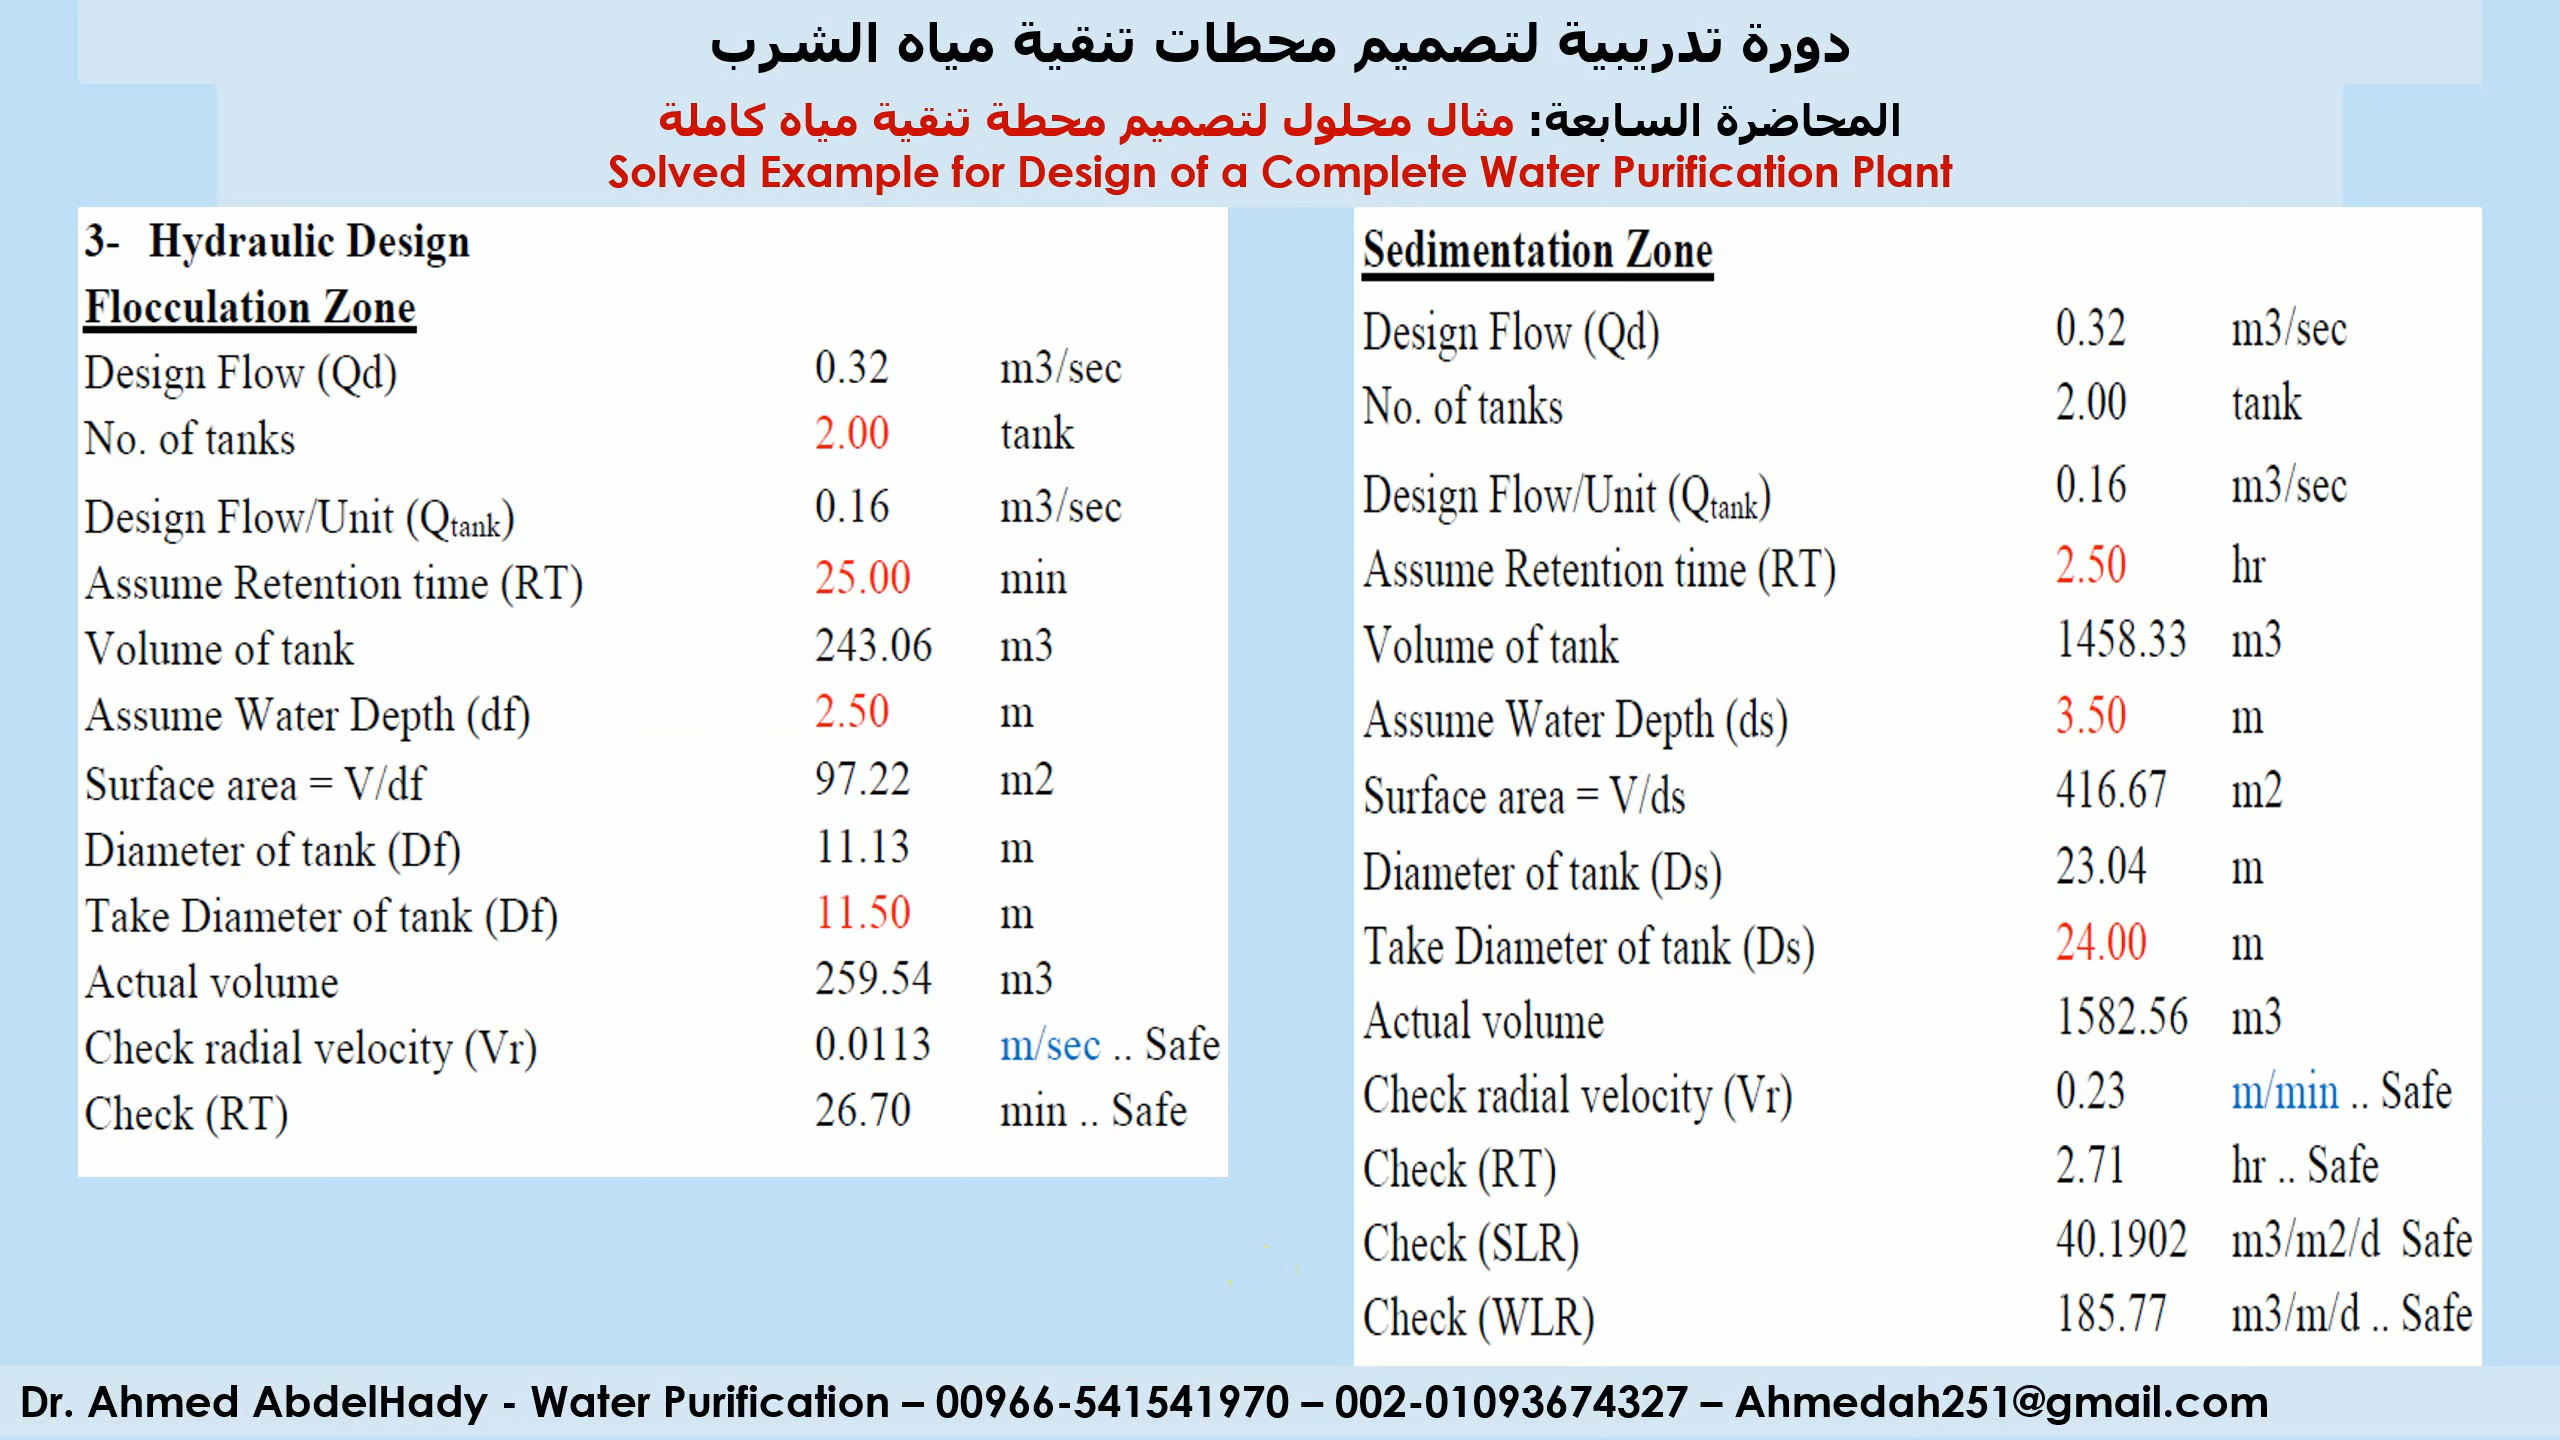 دورة تدريبية لتصميم محطات تنقية مياه الشرب
المحاضرة السابعة: مثال محلول لتصميم محطة تنقية مياه كاملة
Solved Example for Design of a Complete Water Purification Plant
3- Hydraulic Design
Flocculation Zone
Design Flow (Qd) 0.32 m3/sec
No. of tanks 2.00 tank
Design Flow/Unit (Qtank) 0.16 m3/sec
Assume Retention time (RT) 25.00 min
Volume of tank 243.06 m3
Assume Water Depth (df) 2.50 m
Surface area = V/df 97.22 m2
Diameter of tank (Df) 11.13 m
Take Diameter of tank (Df) 11.50 m
Actual volume 259.54 m3
Check radial velocity (Vr) 0.0113 m/sec .. Safe
Check (RT) 26.70 min .. Safe
Sedimentation Zone
Design Flow (Qd) 0.32 m3/sec
No. of tanks 2.00 tank
Design Flow/Unit (Qtank) 0.16 m3/sec
Assume Retention time (RT) 2.50 hr
Volume of tank 1458.33 m3
Assume Water Depth (ds) 3.50 m
Surface area = V/ds 416.67 m2
Diameter of tank (Ds) 23.04 m
Take Diameter of tank (Ds) 24.00 m
Actual volume 1582.56 m3
Check radial velocity (Vr) 0.23 m/min .. Safe
Check (RT) 2.71 hr .. Safe
Check (SLR) 40.1902 m3/m2/d Safe
Check (WLR) 185.77 m3/m/d .. Safe
Dr. Ahmed AbdelHady - Water Purification – 00966-541541970 – 002-01093674327 – Ahmedah251@gmail.com